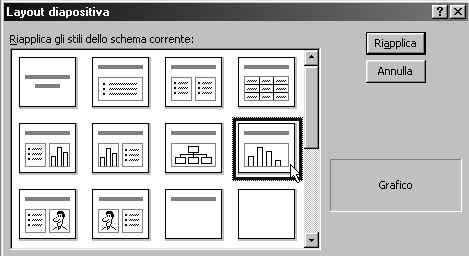 Layout diapositiva
Riapplica gli stili dello schema corrente:
Riapplica
Annulla
Grafico